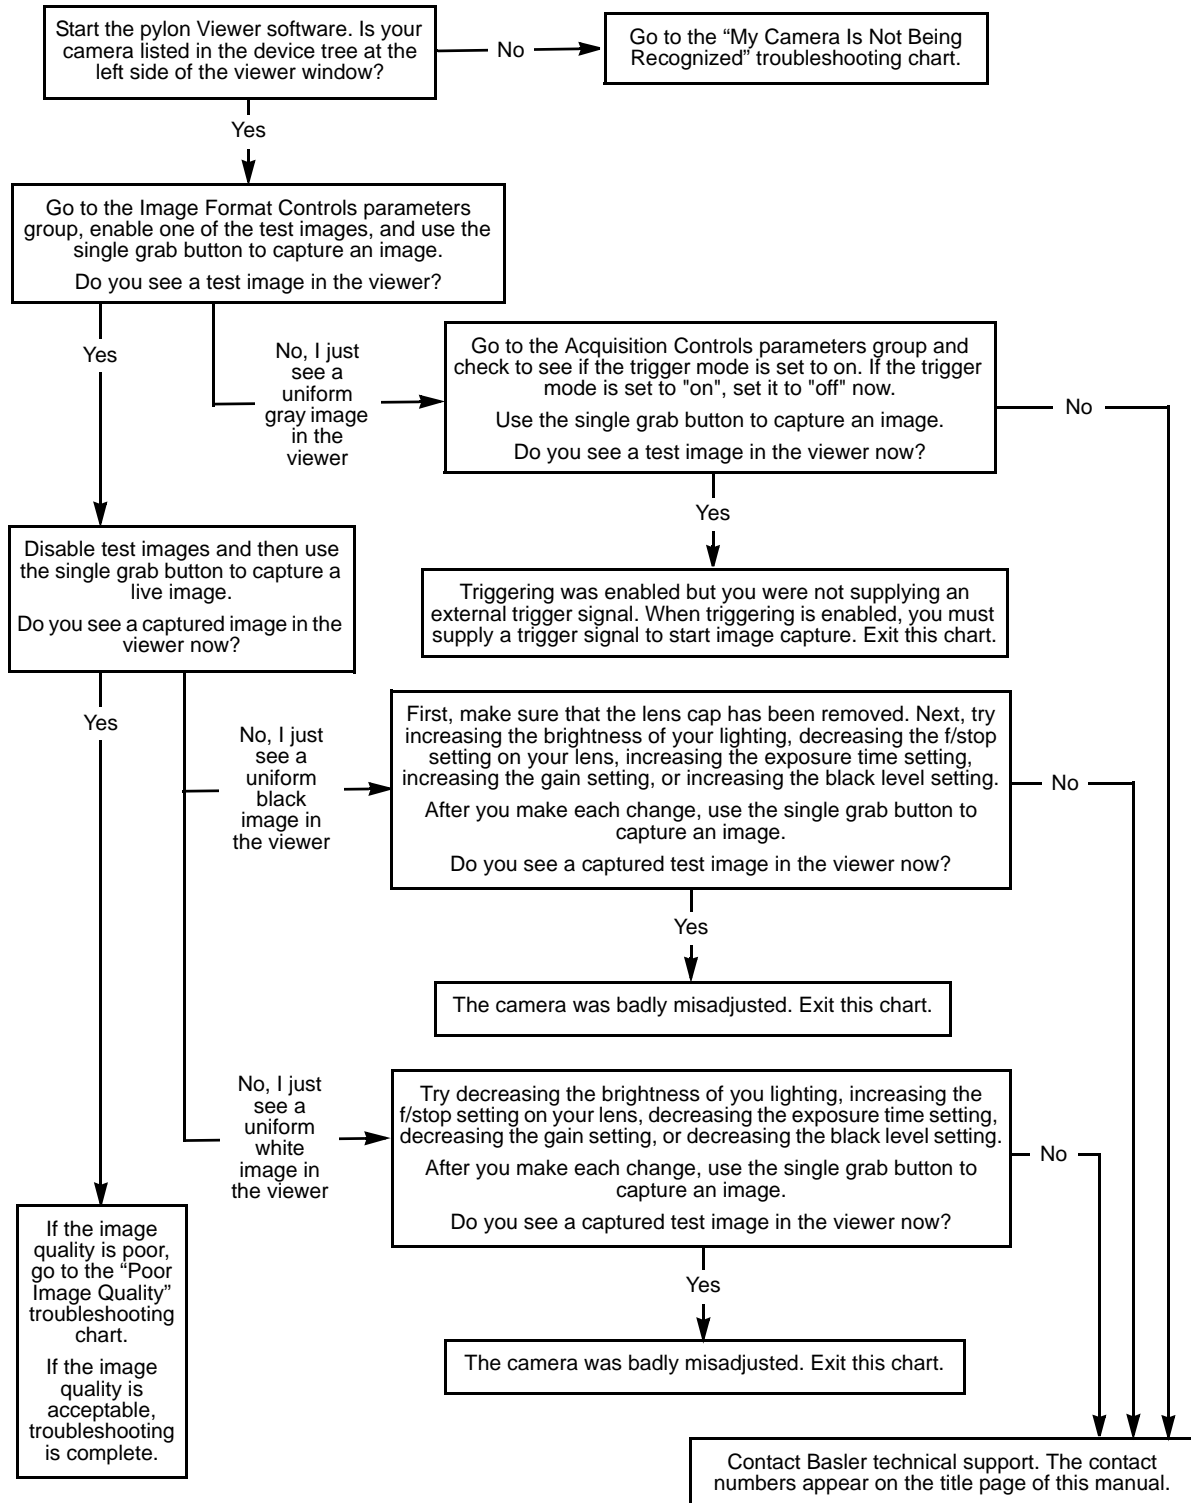 Start the pylon Viewer software. Is your
camera listed in the device tree at the
left side of the viewer window?
No
Go to the “My Camera Is Not Being
Recognized” troubleshooting chart.
Yes
Go to the Image Format Controls parameters
group, enable one of the test images, and use the
single grab button to capture an image.
Do you see a test image in the viewer?
Yes
No, I just
see a
uniform
gray image
in the
viewer
Go to the Acquisition Controls parameters group and
check to see if the trigger mode is set to on. If the trigger
mode is set to "on", set it to "off" now.
Use the single grab button to capture an image.
Do you see a test image in the viewer now?
No
Yes
Triggering was enabled but you were not supplying an
external trigger signal. When triggering is enabled, you must
supply a trigger signal to start image capture. Exit this chart.
Disable test images and then use
the single grab button to capture a
live image.
Do you see a captured image in the
viewer now?
Yes
No, I just
see a
uniform
black
image in
the viewer
First, make sure that the lens cap has been removed. Next, try
increasing the brightness of your lighting, decreasing the f/stop
setting on your lens, increasing the exposure time setting,
increasing the gain setting, or increasing the black level setting.
After you make each change, use the single grab button to
capture an image.
Do you see a captured test image in the viewer now?
No
Yes
The camera was badly misadjusted. Exit this chart.
No, I just
see a
uniform
white
image in
the viewer
Try decreasing the brightness of you lighting, increasing the
f/stop setting on your lens, decreasing the exposure time setting,
decreasing the gain setting, or decreasing the black level setting.
After you make each change, use the single grab button to
capture an image.
Do you see a captured test image in the viewer now?
No
Yes
The camera was badly misadjusted. Exit this chart.
If the image
quality is poor,
go to the “Poor
Image Quality”
troubleshooting
chart.
If the image
quality is
acceptable,
troubleshooting
is complete.
Contact Basler technical support. The contact
numbers appear on the title page of this manual.